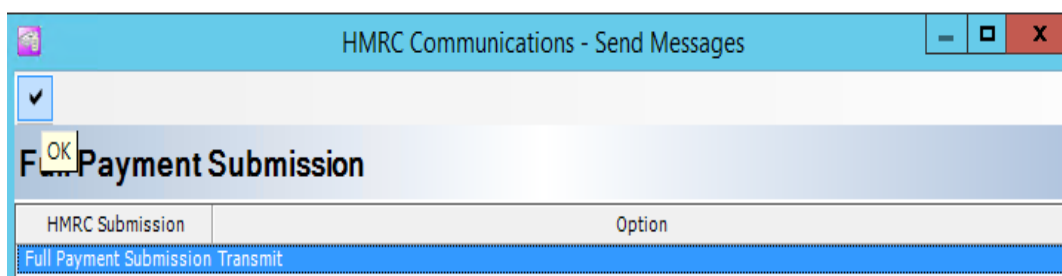 HMRC Communications - Send Messages
OK
F Payment Submission
HMRC Submission Option
Full Payment Submission Transmit